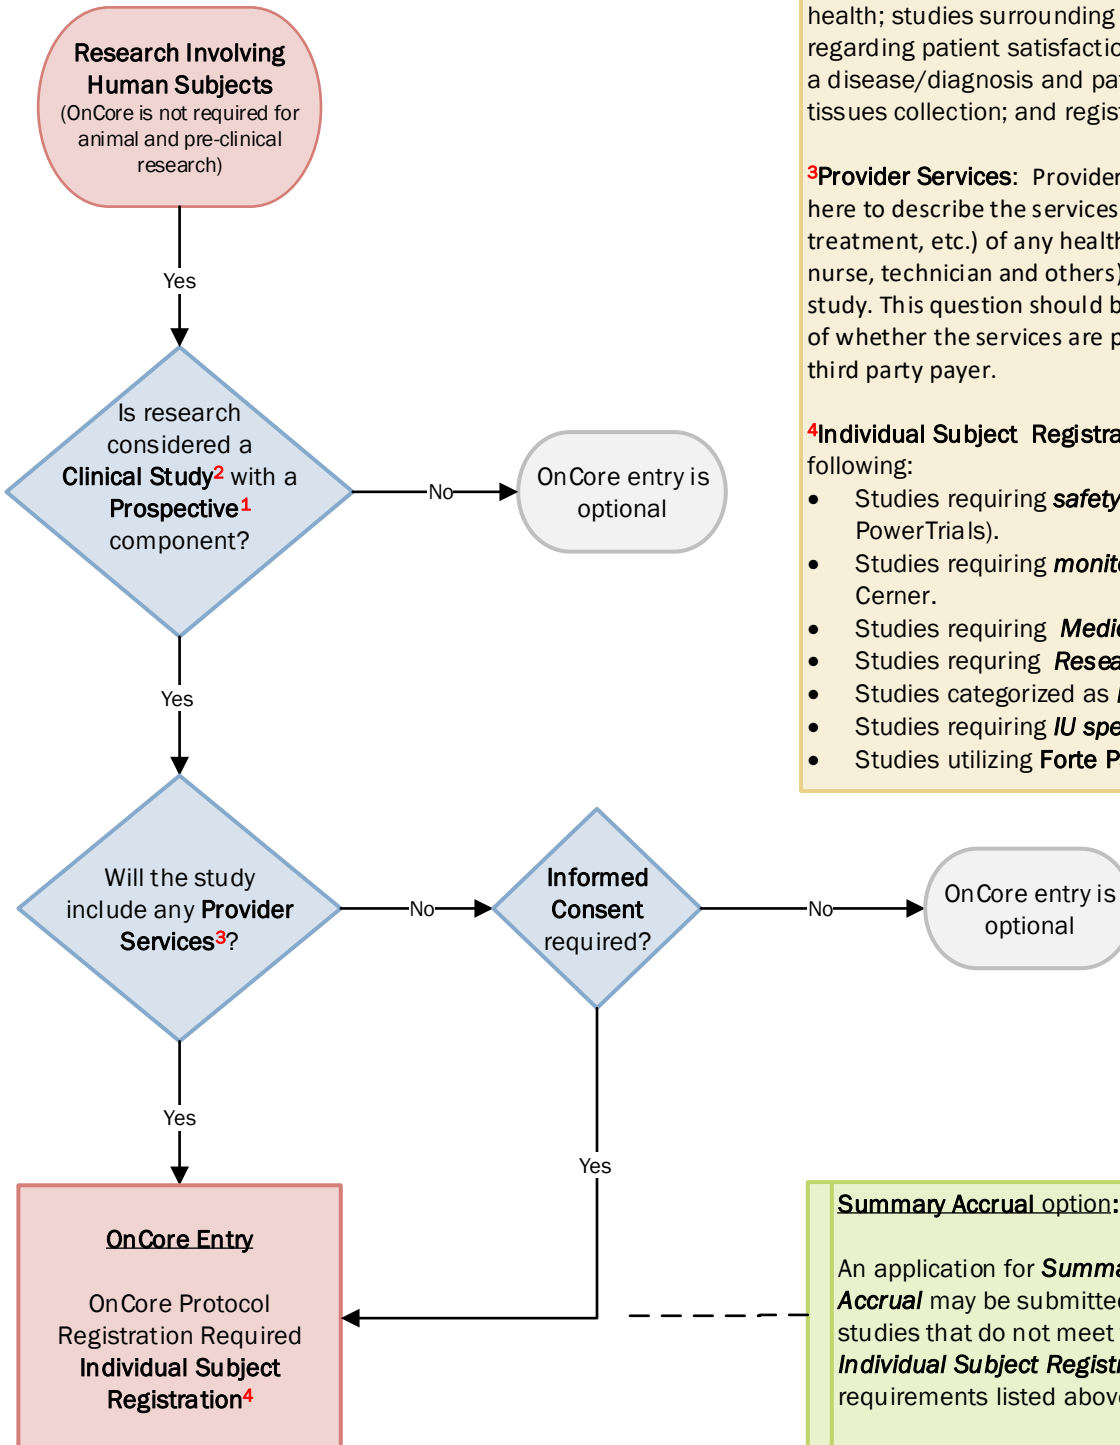 Research Involving
Human Subjects
(OnCore is not required for
animal and pre-clinical
research)
Yes
Is research
considered a
Clinical Study2 with a
Prospective1
component?
No
OnCore entry is
optional
Yes
Will the study
include any Provider
Services3?
No
Informed
Consent
required?
No
OnCore entry is
optional
Yes
Yes
OnCore Entry
OnCore Protocol
Registration Required
Individual Subject
Registration4
health; studies surrounding
regarding patient satisfactio
a disease/diagnosis and pa
tissues collection; and regis
3Provider Services: Provider
here to describe the services
treatment, etc.) of any health
nurse, technician and others)
study. This question should b
of whether the services are p
third party payer.
4Individual Subject Registra
following:
• Studies requiring safety
PowerTrials).
• Studies requiring monito
Cerner.
• Studies requiring Medic
• Studies requring Resea
• Studies categorized as
• Studies requiring IU spe
• Studies utilizing Forte P
Summary Accrual option:
An application for Summa
Accrual may be submitted
studies that do not meet
Individual Subject Regist
requirements listed above